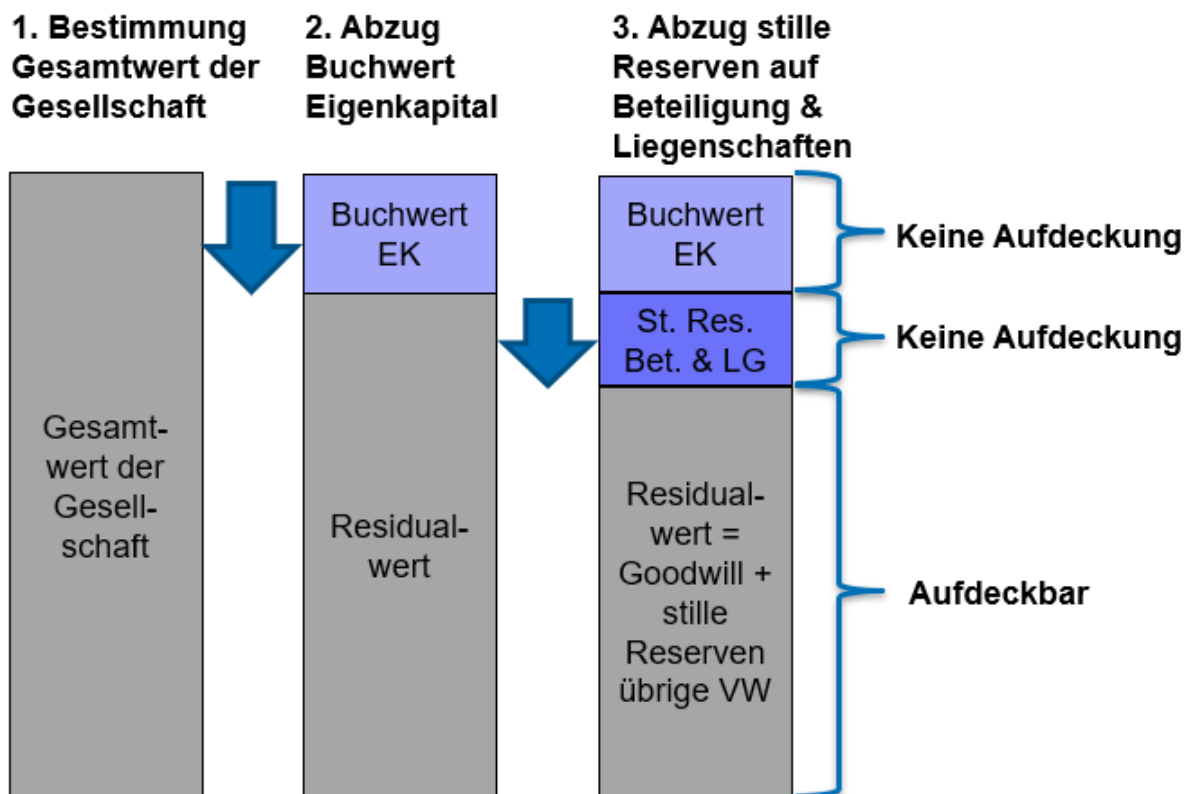 1. Bestimmung
Gesamtwert der
Gesellschaft
2. Abzug
Buchwert
Eigenkapital
3. Abzug stille
Reserven auf
Beteiligung &
Liegenschaften
Gesamt-
wert der
Gesell-
schaft
Buchwert
EK
Residual-
wert
Buchwert
EK
St. Res.
Bet. & LG
Residual-
wert =
Goodwill +
stille
Reserven
übrige VW
Keine Aufdeckung
Keine Aufdeckung
Aufdeckbar